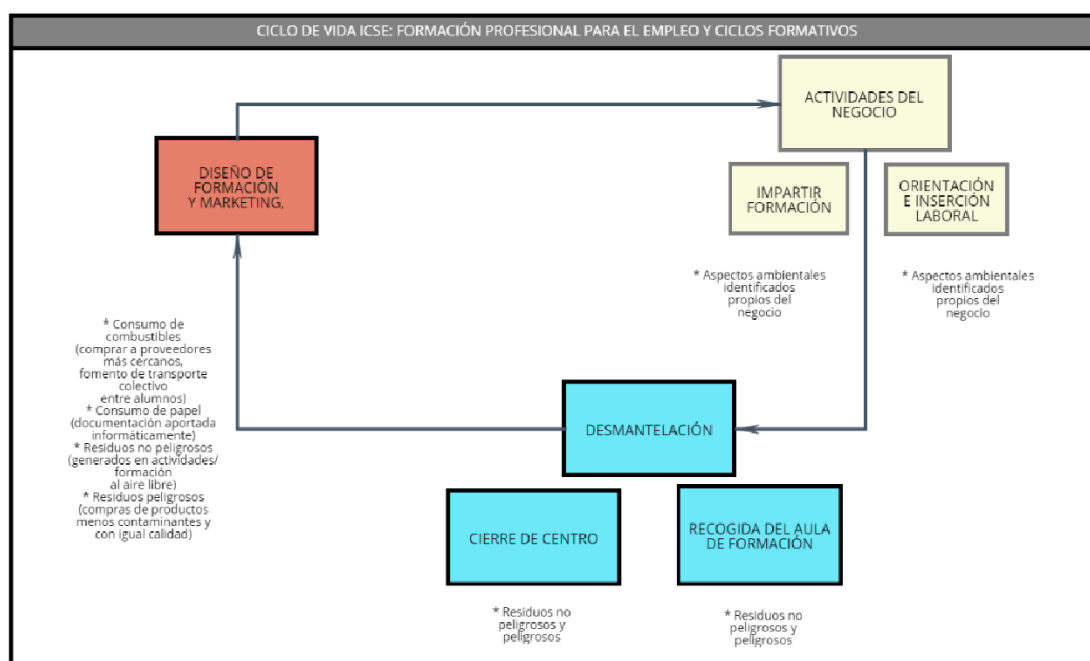 CICLO DE VIDA ICSE: FORMACIÓN PROFESIONAL PARA EL EMPLEO Y CICLOS FORMATIVOS
ACTIVIDADES DEL
NEGOCIO
DISEÑO DE
FORMACIÓN
Y MARKETING,
IMPARTIR
FORMACIÓN
ORIENTACIÓN
E INSERCIÓN
LABORAL
* Aspectos ambientales
identificados
propios del
negocio
* Aspectos ambientales
identificados
propios del
negocio
* Consumo de
combustibles
(comprar a proveedores
más cercanos,
fomento de transporte
colectivo
entre alumnos)
* Consumo de papel
(documentación aportada
informáticamente)
* Residuos no peligrosos
(generados en actividades/
formación
al aire libre)
* Residuos peligrosos
(compras de productos
menos contaminantes y
con igual calidad)
DESMANTELACIÓN
CIERRE DE CENTRO
RECOGIDA DEL AULA
DE FORMACIÓN
* Residuos no
peligrosos y
peligrosos
* Residuos no
peligrosos y
peligrosos